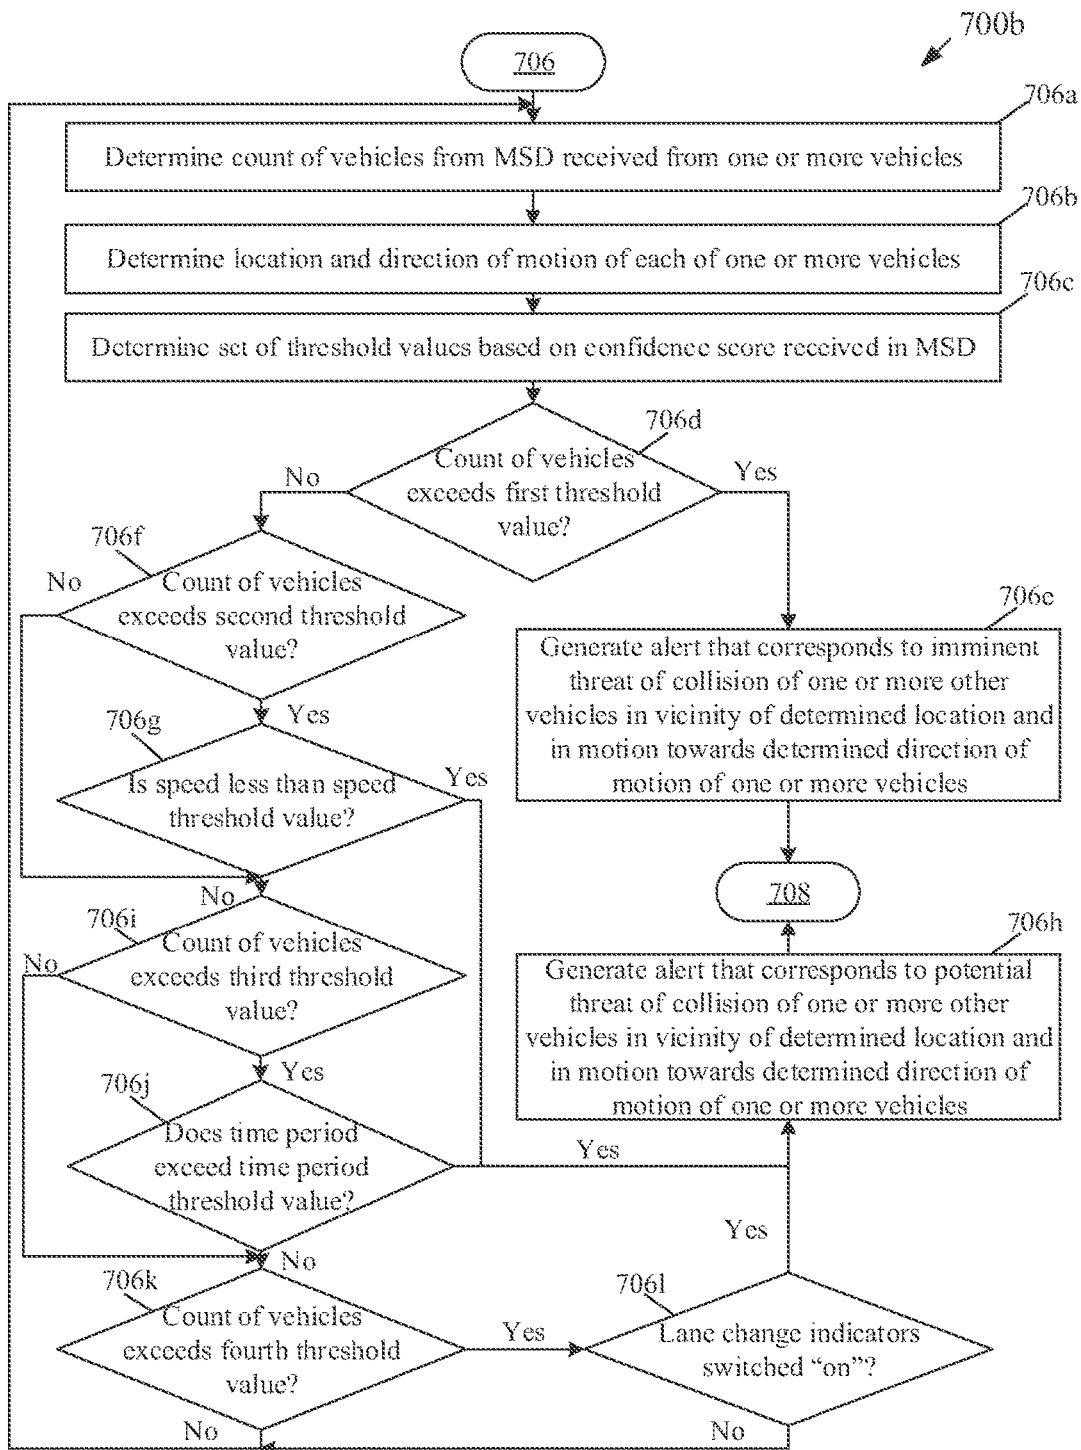 700b
706
706a
Determine count of vehicles from MSD received from one or more vehicles
706b
Determine location and direction of motion of each of one or more vehicles
706c
Determine set of threshold values based on confidence score received in MSD
706d
Count of vehicles
exceeds first threshold
value?
No
Yes
706f
No
Count of vehicles
exceeds second threshold
value?
Yes
706e
Generate alert that corresponds to imminent
threat of collision of one or more other
vehicles in vicinity of determined location and
in motion towards determined direction of
motion of one or more vehicles
706g
Is speed less than speed
threshold value?
Yes
No
708
706i
No
Count of vehicles
exceeds third threshold
value?
Yes
706h
Generate alert that corresponds to potential
threat of collision of one or more other
vehicles in vicinity of determined location and
in motion towards determined direction of
motion of one or more vehicles
706j
Does time period
exceed time period
threshold value?
Yes
No
Yes
706k
Count of vehicles
exceeds fourth threshold
value?
Yes
706l
Lane change indicators
switched “on”?
No
No